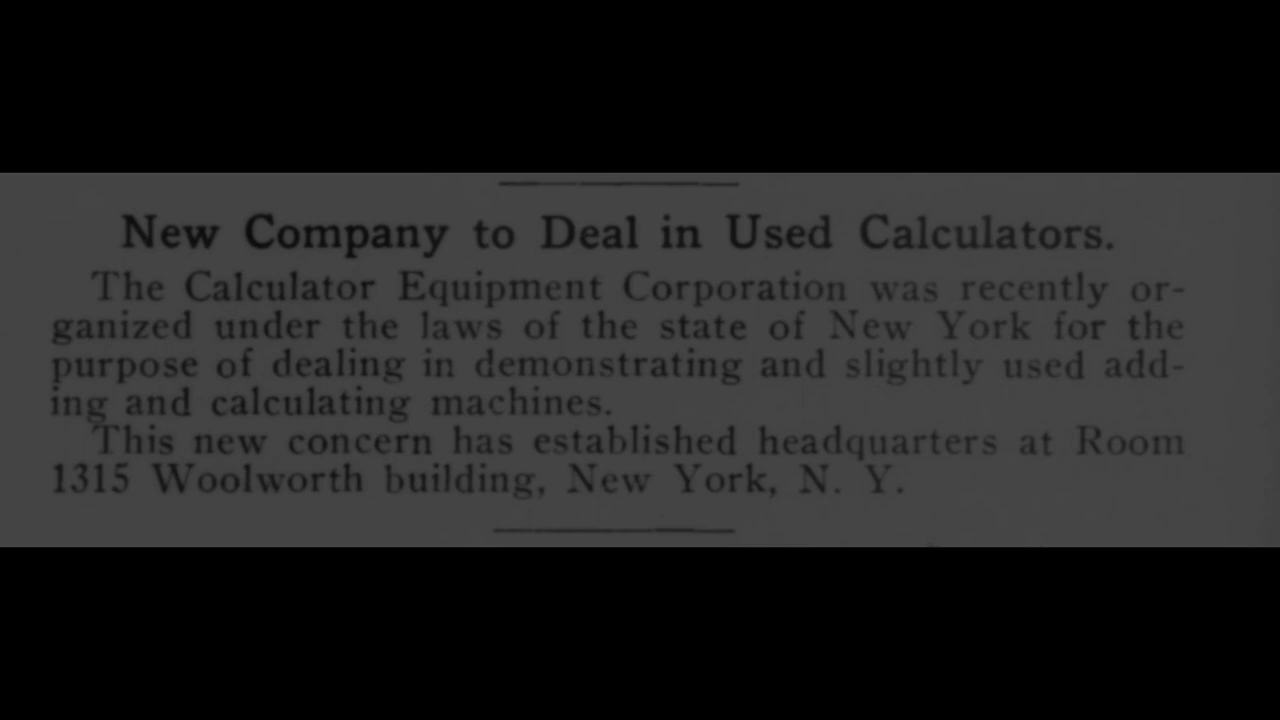 New Company to Deal in Used Calculators.
The Calculator Equipment Corporation was recently or-
ganized under the laws of the state of New York for the
purpose of dealing in demonstrating and slightly used add-
ing and calculating machines.
This new concern has established headquarters at Room
1315 Woolworth building, New York, N. Y.